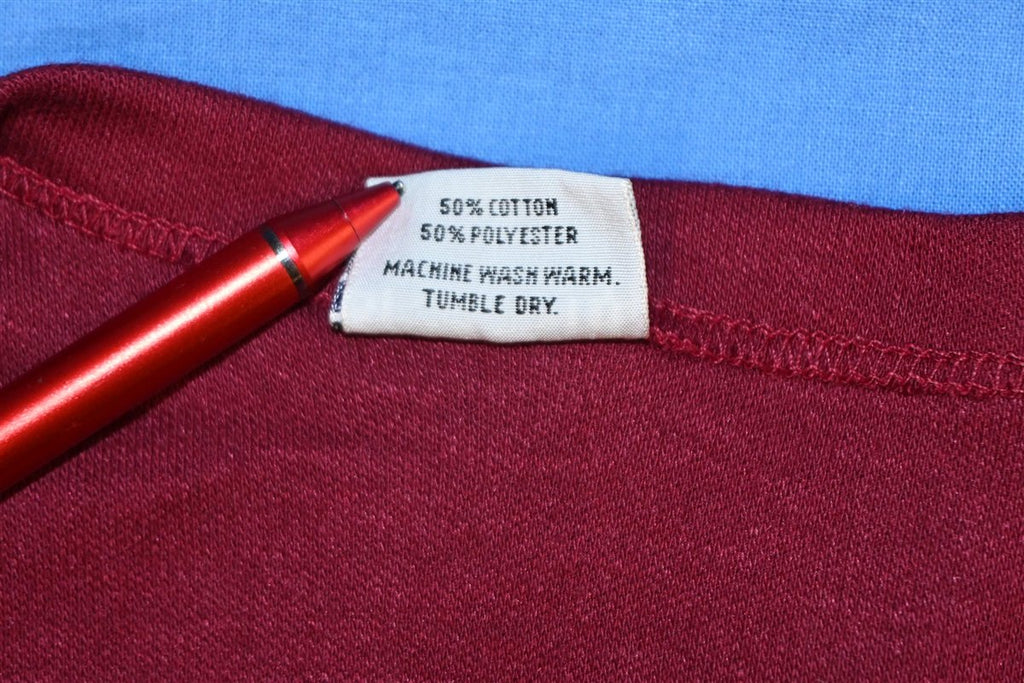 50% COTTON
50% POLYESTER
MACHINE WASH WARM.
TUMBLE DRY.